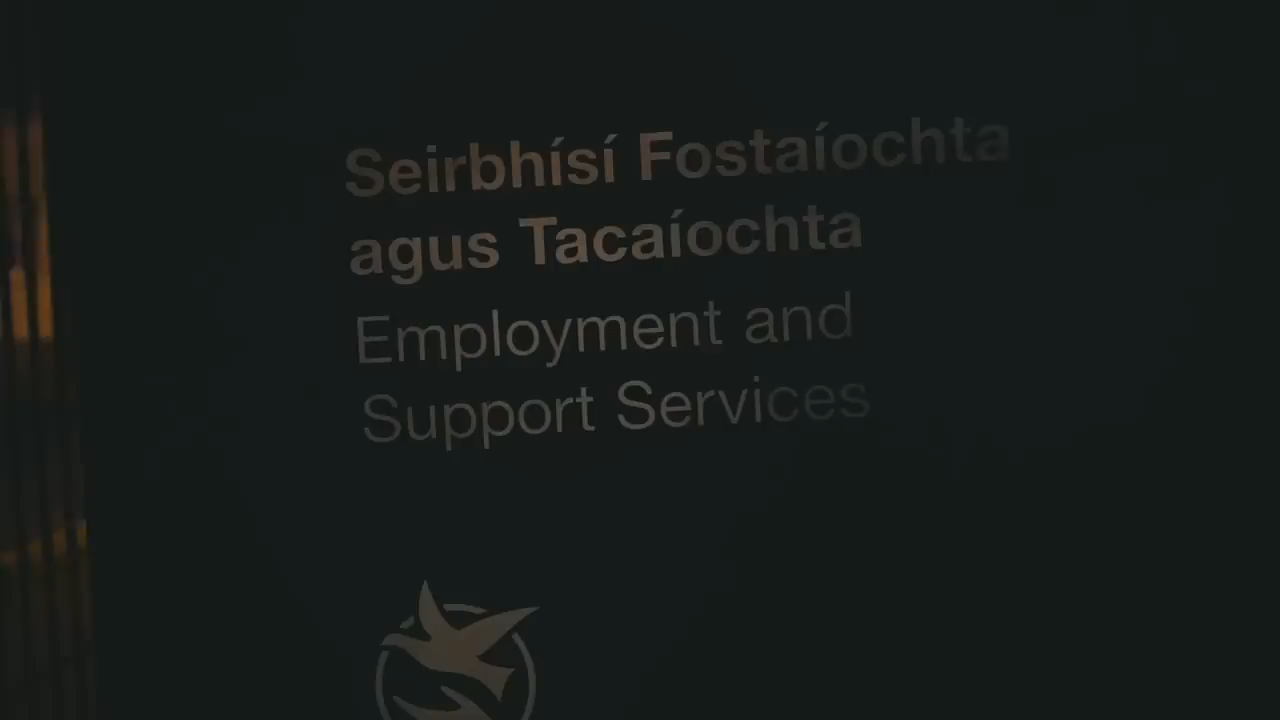 Seirbhísí Fostaíochta
agus Tacaíochta
Employment and
Support Services